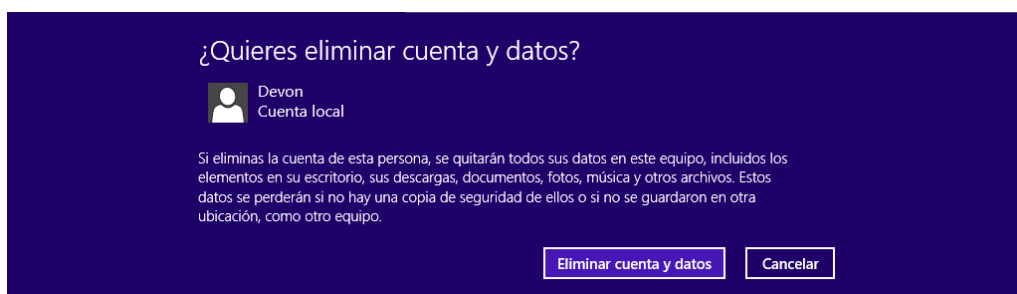 ¿Quieres eliminar cuenta y datos?
Devon
Cuenta local
Si eliminas la cuenta de esta persona, se quitarán todos sus datos en este equipo, incluidos los
elementos en su escritorio, sus descargas, documentos, fotos, música y otros archivos. Estos
datos se perderán si no hay una copia de seguridad de ellos o si no se guardaron en otra
ubicación, como otro equipo.
Eliminar cuenta y datos
Cancelar